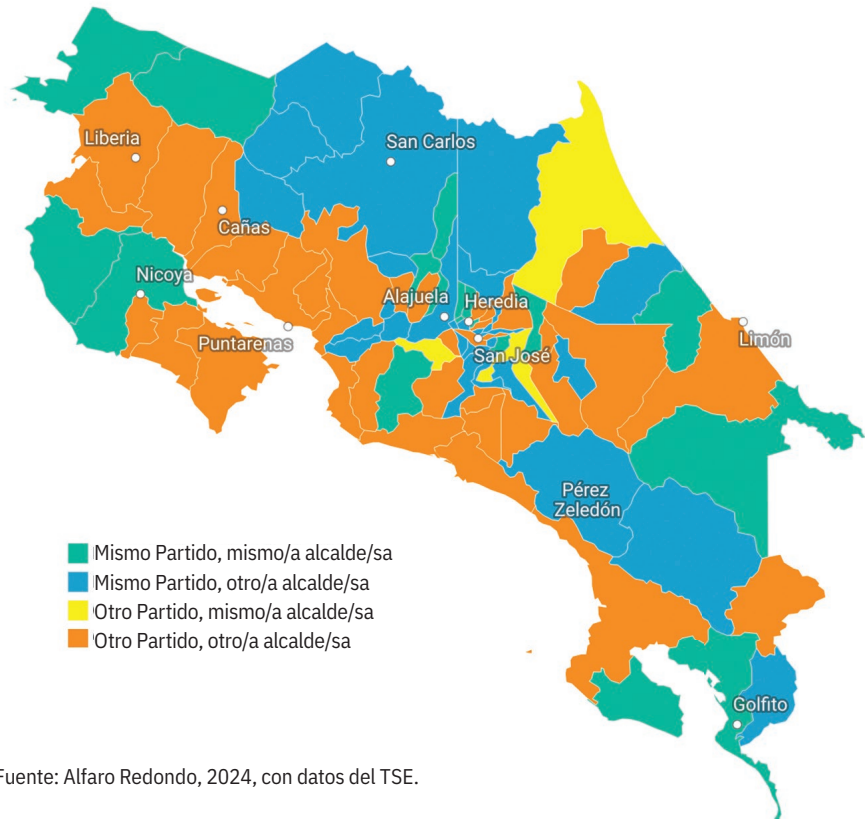 Liberia
San Carlos
Cañas
Nicoya
Alajuela
Heredia
Puntarenas
San José
Limón
Pérez
Zeledón
Mismo Partido, mismo/a alcalde/sa
Mismo Partido, otro/a alcalde/sa
Otro Partido, mismo/a alcalde/sa
Otro Partido, otro/a alcalde/sa
Golfito
Fuente: Alfaro Redondo, 2024, con datos del TSE.